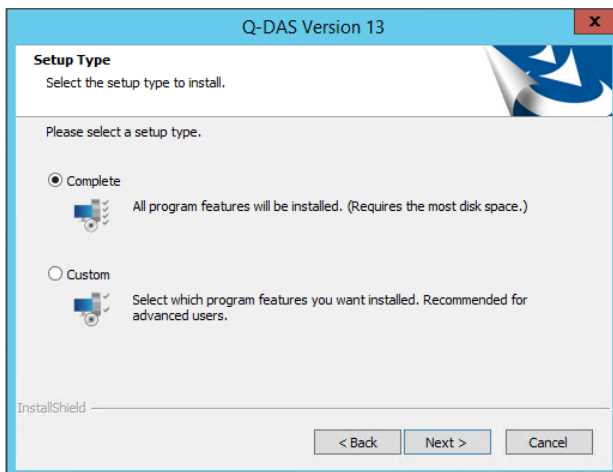 Q-DAS Version 13
x
Setup Type
Select the setup type to install.
Please select a setup type.
Complete
All program features will be installed. (Requires the most disk space.)
Custom
Select which program features you want installed. Recommended for
advanced users.
InstallShield
< Back
Next >
Cancel